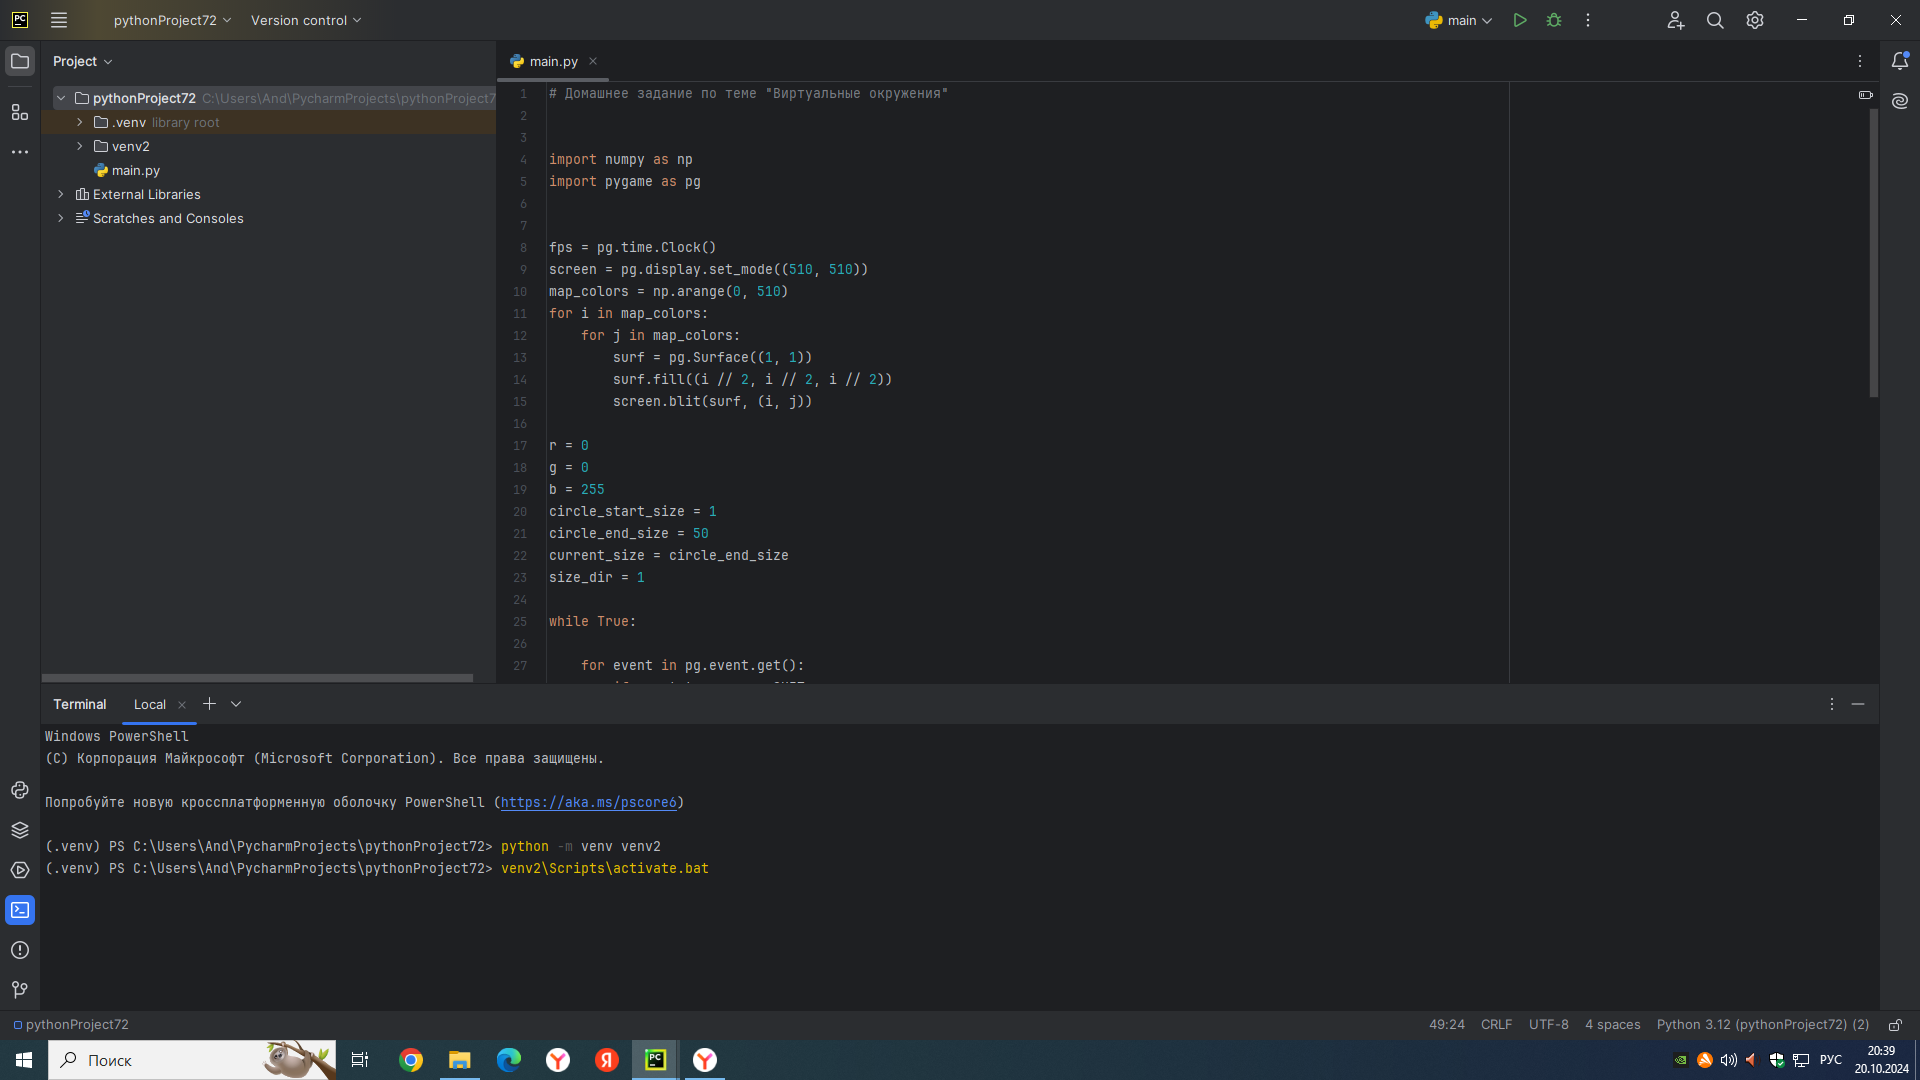 PC pythonProject72 Version control main
Project
pythonProject72 C:\Users\And\PycharmProjects\pythonProject7
.venv library root
venv2
main.py
External Libraries
Scratches and Consoles
main.py
1 # Домашнее задание по теме "Виртуальные окружения"
2
3
4 import numpy as np
5 import pygame as pg
6
7
8 fps = pg.time.Clock()
9 screen = pg.display.set_mode((510, 510))
10 map_colors = np.arange(0, 510)
11 for i in map_colors:
12 for j in map_colors:
13 surf = pg.Surface((1, 1))
14 surf.fill((i // 2, i // 2, i // 2))
15 screen.blit(surf, (i, j))
16
17 r = 0
18 g = 0
19 b = 255
20 circle_start_size = 1
21 circle_end_size = 50
22 current_size = circle_end_size
23 size_dir = 1
24
25 while True:
26
27 for event in pg.event.get():
Terminal Local
Windows PowerShell
(C) Корпорация Майкрософт (Microsoft Corporation). Все права защищены.
Попробуйте новую кроссплатформенную оболочку PowerShell (https://aka.ms/pscore6)
(.venv) PS C:\Users\And\PycharmProjects\pythonProject72> python -m venv venv2
(.venv) PS C:\Users\And\PycharmProjects\pythonProject72> venv2\Scripts\activate.bat
pythonProject72 49:24 CRLF UTF-8 4 spaces Python 3.12 (pythonProject72) (2)
Поиск
РУС
20:39
20.10.2024